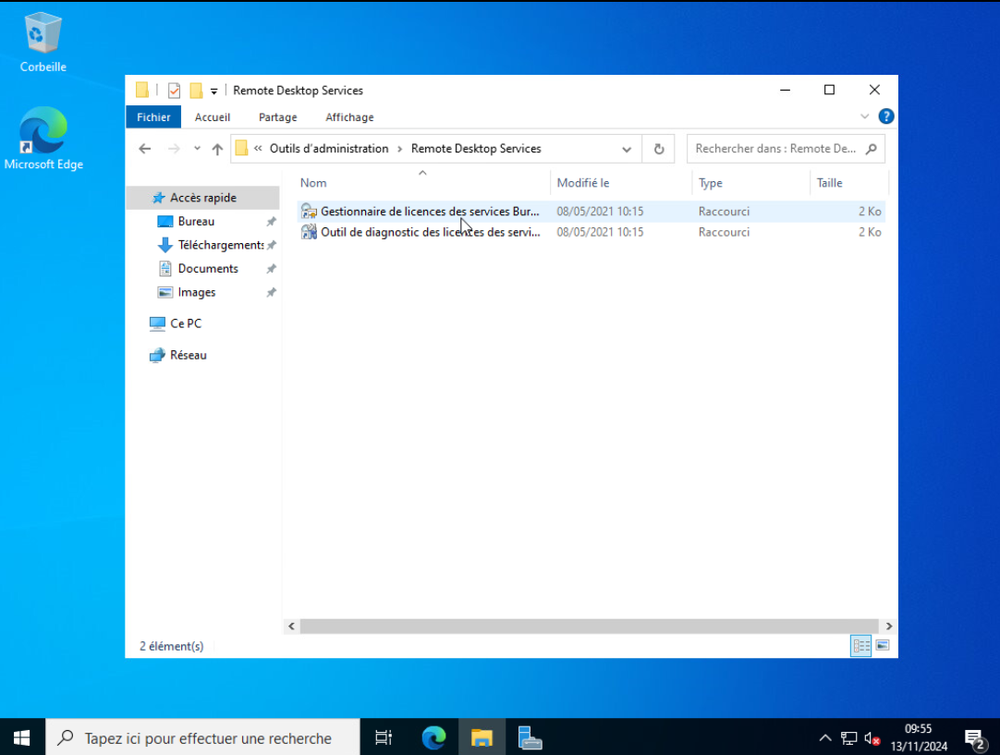 Corbeille
Microsoft Edge
Remote Desktop Services
Fichier Accueil Partage Affichage
« Outils d'administration › Remote Desktop Services
Rechercher dans : Remote De...
Nom Modifié le Type Taille
Accès rapide
Bureau
Téléchargements
Documents
Images
Ce PC
Réseau
Gestionnaire de licences des services Bur... 08/05/2021 10:15 Raccourci 2 Ko
Outil de diagnostic des licences des servi... 08/05/2021 10:15 Raccourci 2 Ko
2 élément(s)
Tapez ici pour effectuer une recherche
09:55
13/11/2024
2